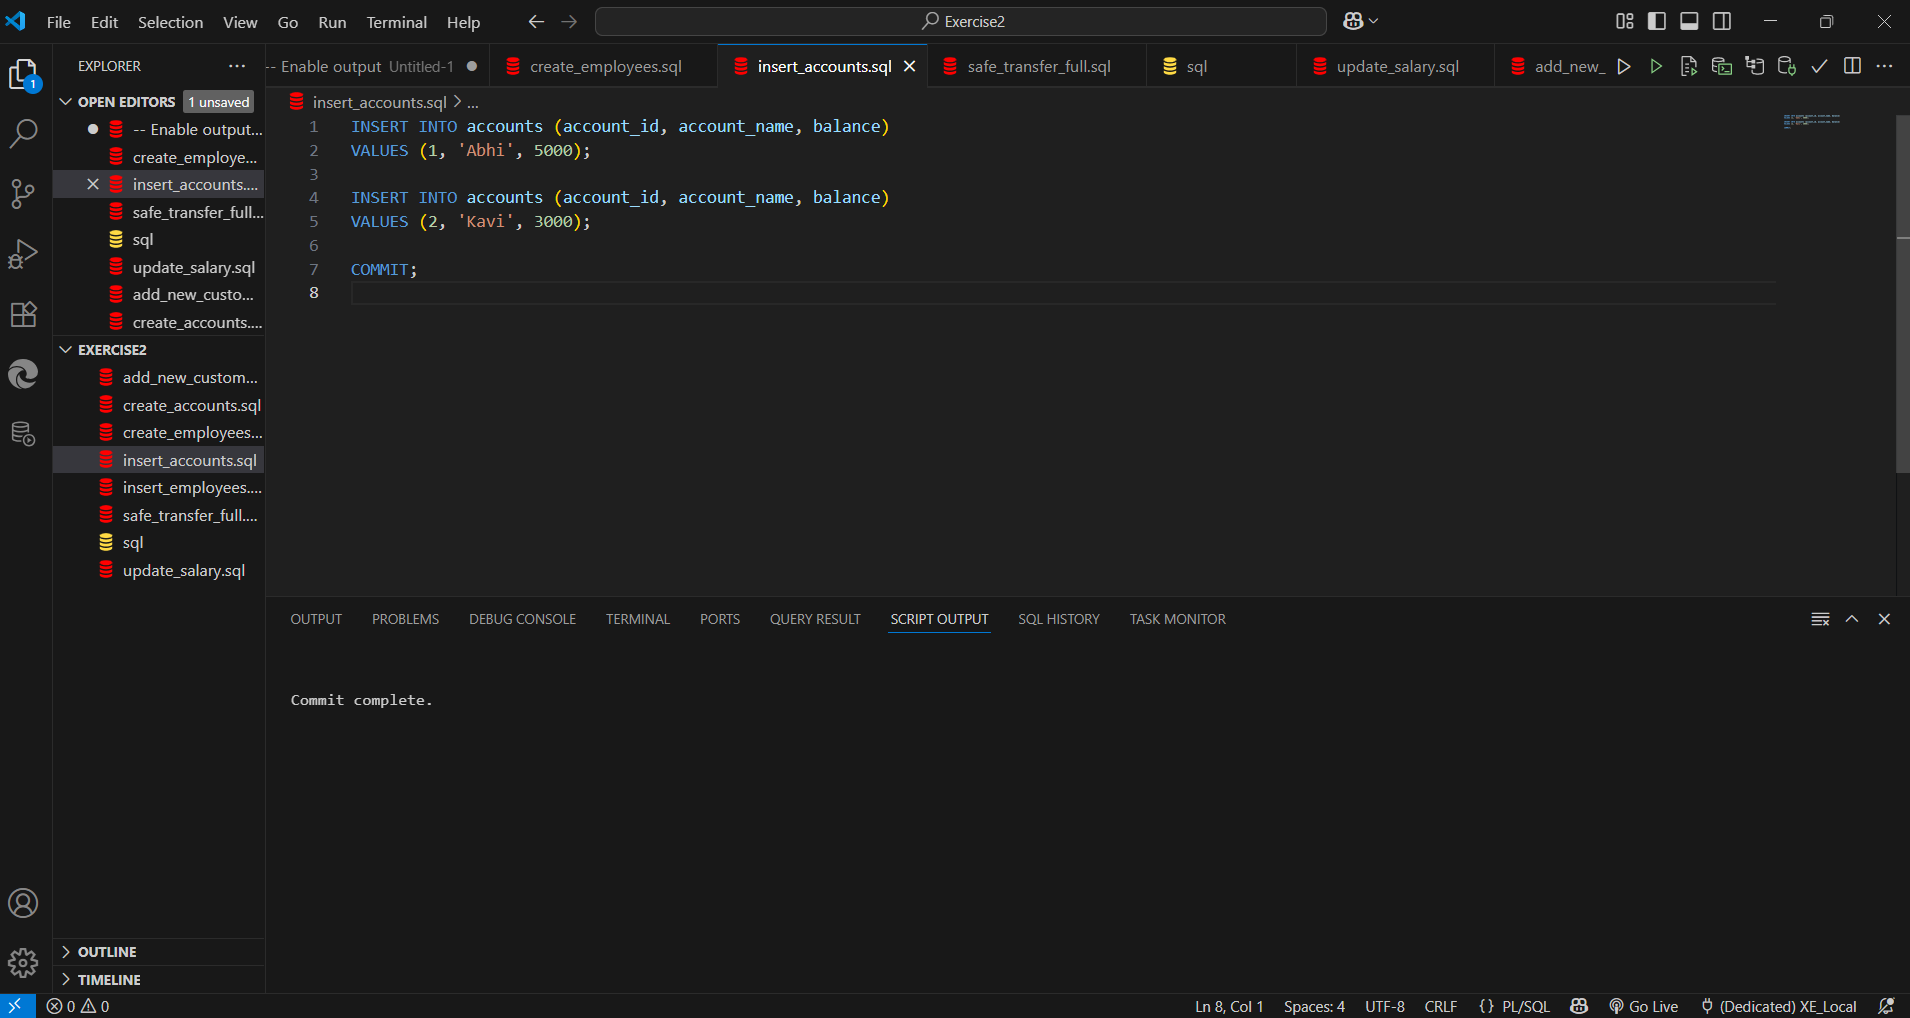 File Edit Selection View Go Run Terminal Help
Exercise2
EXPLORER
OPEN EDITORS 1 unsaved
-- Enable output...
create_employe...
insert_accounts....
safe_transfer_full...
sql
update_salary.sql
add_new_custo...
create_accounts....
EXERCISE2
add_new_custom...
create_accounts.sql
create_employees...
insert_accounts.sql
insert_employees....
safe_transfer_full....
sql
update_salary.sql
OUTLINE
TIMELINE
1
-- Enable output Untitled-1
create_employees.sql
insert_accounts.sql
safe_transfer_full.sql
sql
update_salary.sql
add_new_
insert_accounts.sql > ...
1 INSERT INTO accounts (account_id, account_name, balance)
2 VALUES (1, 'Abhi', 5000);
3
4 INSERT INTO accounts (account_id, account_name, balance)
5 VALUES (2, 'Kavi', 3000);
6
7 COMMIT;
8
OUTPUT PROBLEMS DEBUG CONSOLE TERMINAL PORTS QUERY RESULT SCRIPT OUTPUT SQL HISTORY TASK MONITOR
Commit complete.
0 0 Ln 8, Col 1 Spaces: 4 UTF-8 CRLF {} PL/SQL Go Live (Dedicated) XE_Local